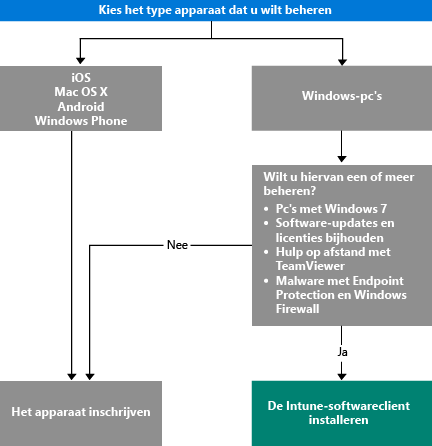 Kies het type apparaat dat u wilt beheren
iOS
Mac OS X
Android
Windows Phone
Windows-pc's
Wilt u hiervan een of meer
beheren?
• Pc's met Windows 7
• Software-updates en
licenties bijhouden
• Hulp op afstand met
TeamViewer
• Malware met Endpoint
Protection en Windows
Firewall
Nee
Ja
Het apparaat inschrijven
De Intune-softwareclient
installeren